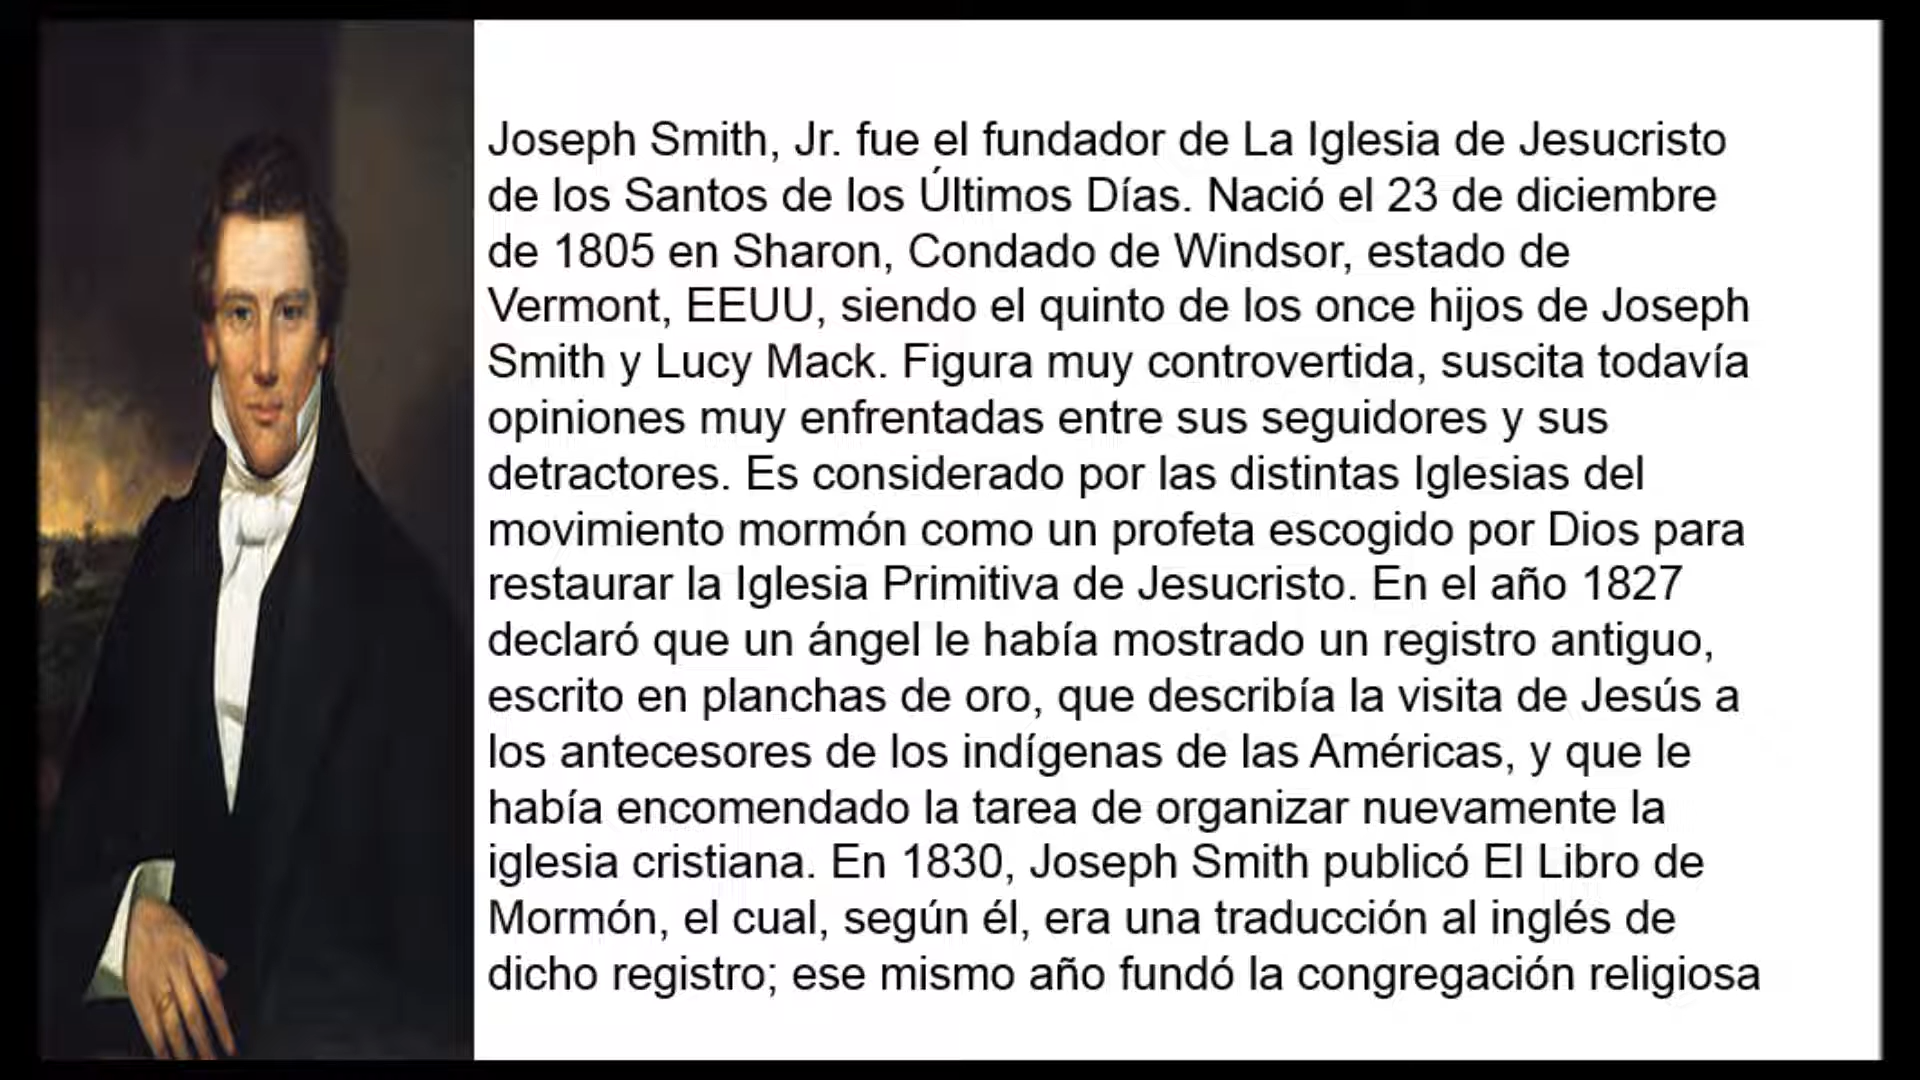 Joseph Smith, Jr. fue el fundador de La Iglesia de Jesucristo
de los Santos de los Últimos Días. Nació el 23 de diciembre
de 1805 en Sharon, Condado de Windsor, estado de
Vermont, EEUU, siendo el quinto de los once hijos de Joseph
Smith y Lucy Mack. Figura muy controvertida, suscita todavía
opiniones muy enfrentadas entre sus seguidores y sus
detractores. Es considerado por las distintas Iglesias del
movimiento mormón como un profeta escogido por Dios para
restaurar la Iglesia Primitiva de Jesucristo. En el año 1827
declaró que un ángel le había mostrado un registro antiguo,
escrito en planchas de oro, que describía la visita de Jesús a
los antecesores de los indígenas de las Américas, y que le
había encomendado la tarea de organizar nuevamente la
iglesia cristiana. En 1830, Joseph Smith publicó El Libro de
Mormón, el cual, según él, era una traducción al inglés de
dicho registro; ese mismo año fundó la congregación religiosa